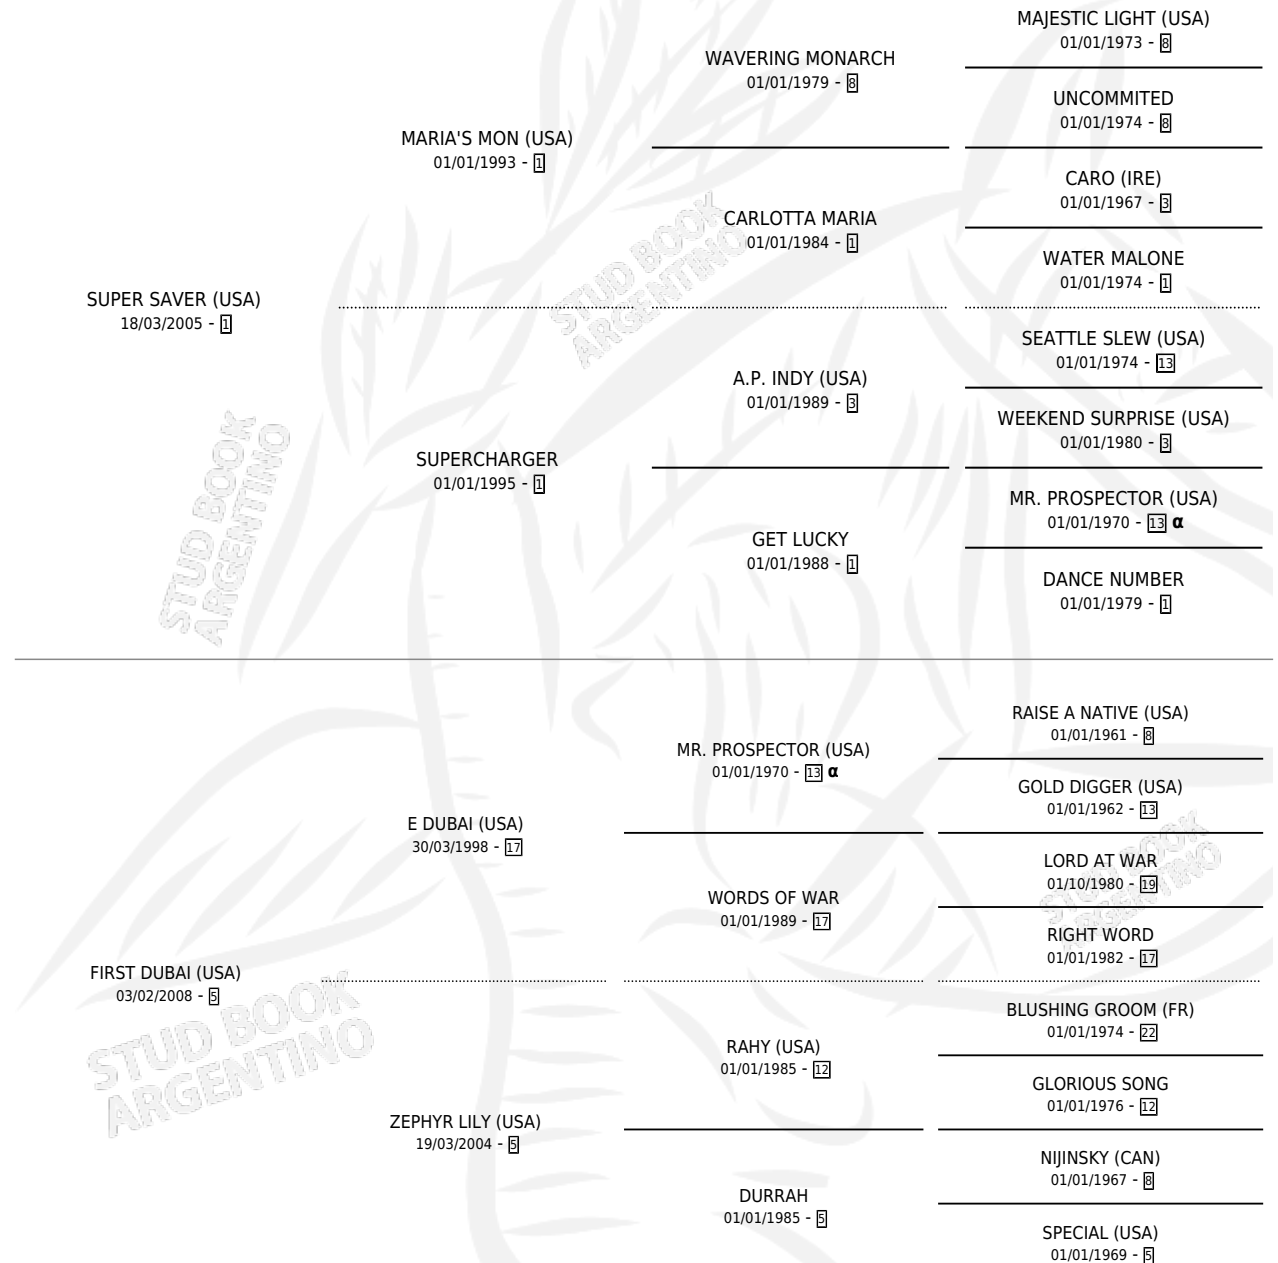 MAJESTIC LIGHT (USA)
01/01/1973 - 8
WAVERING MONARCH
01/01/1979 - 8
UNCOMMITED
01/01/1974 - 8
MARIA'S MON (USA)
01/01/1993 - 1
CARO (IRE)
01/01/1967 - 3
CARLOTTA MARIA
01/01/1984 - 1
WATER MALONE
01/01/1974 - 1
SUPER SAVER (USA)
18/03/2005 - 1
SEATTLE SLEW (USA)
01/01/1974 - 13
A.P. INDY (USA)
01/01/1989 - 3
WEEKEND SURPRISE (USA)
01/01/1980 - 3
SUPERCHARGER
01/01/1995 - 1
MR. PROSPECTOR (USA)
01/01/1970 - 13 α
GET LUCKY
01/01/1988 - 1
DANCE NUMBER
01/01/1979 - 1
RAISE A NATIVE (USA)
01/01/1961 - 8
MR. PROSPECTOR (USA)
01/01/1970 - 13 α
GOLD DIGGER (USA)
01/01/1962 - 13
E DUBAI (USA)
30/03/1998 - 17
LORD AT WAR
01/10/1980 - 19
WORDS OF WAR
01/01/1989 - 17
RIGHT WORD
01/01/1982 - 17
FIRST DUBAI (USA)
03/02/2008 - 5
BLUSHING GROOM (FR)
01/01/1974 - 22
RAHY (USA)
01/01/1985 - 12
GLORIOUS SONG
01/01/1976 - 12
ZEPHYR LILY (USA)
19/03/2004 - 5
NIJINSKY (CAN)
01/01/1967 - 8
DURRAH
01/01/1985 - 5
SPECIAL (USA)
01/01/1969 - 5
STUD BOOK
ARGENTINO
STUD BOOK
ARGENTINO
STUD BOOK
ARGENTINO
STUD BOOK
ARGENTINO